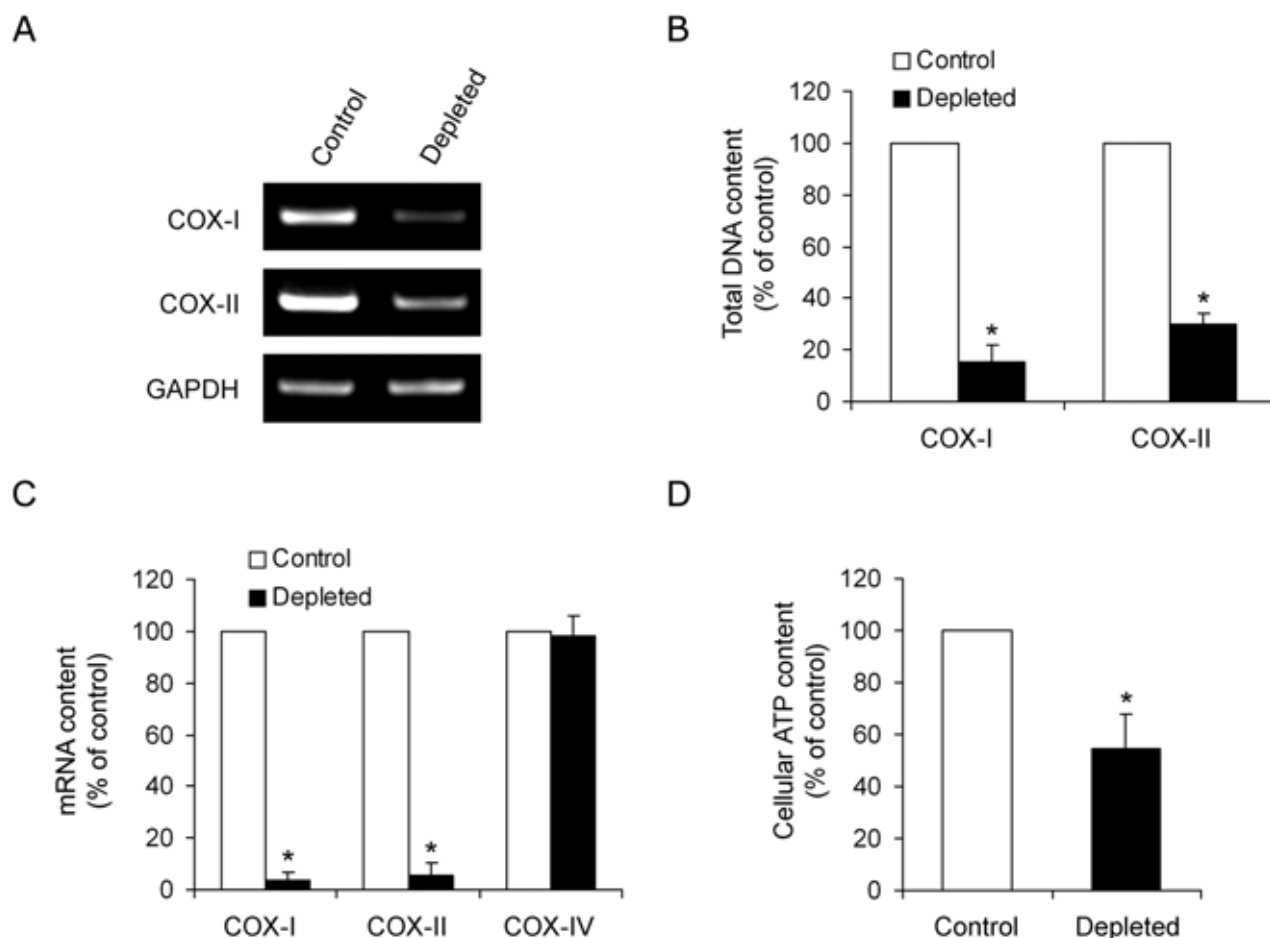 A
Control
Depleted
COX-I
COX-II
GAPDH
B
Control
Depleted
Total DNA content
(% of control)
120
100
80
60
40
20
0
*
*
COX-I
COX-II
C
Control
Depleted
mRNA content
(% of control)
120
100
80
60
40
20
0
*
*
COX-I
COX-II
COX-IV
D
Cellular ATP content
(% of control)
120
100
80
60
40
20
0
*
Control
Depleted